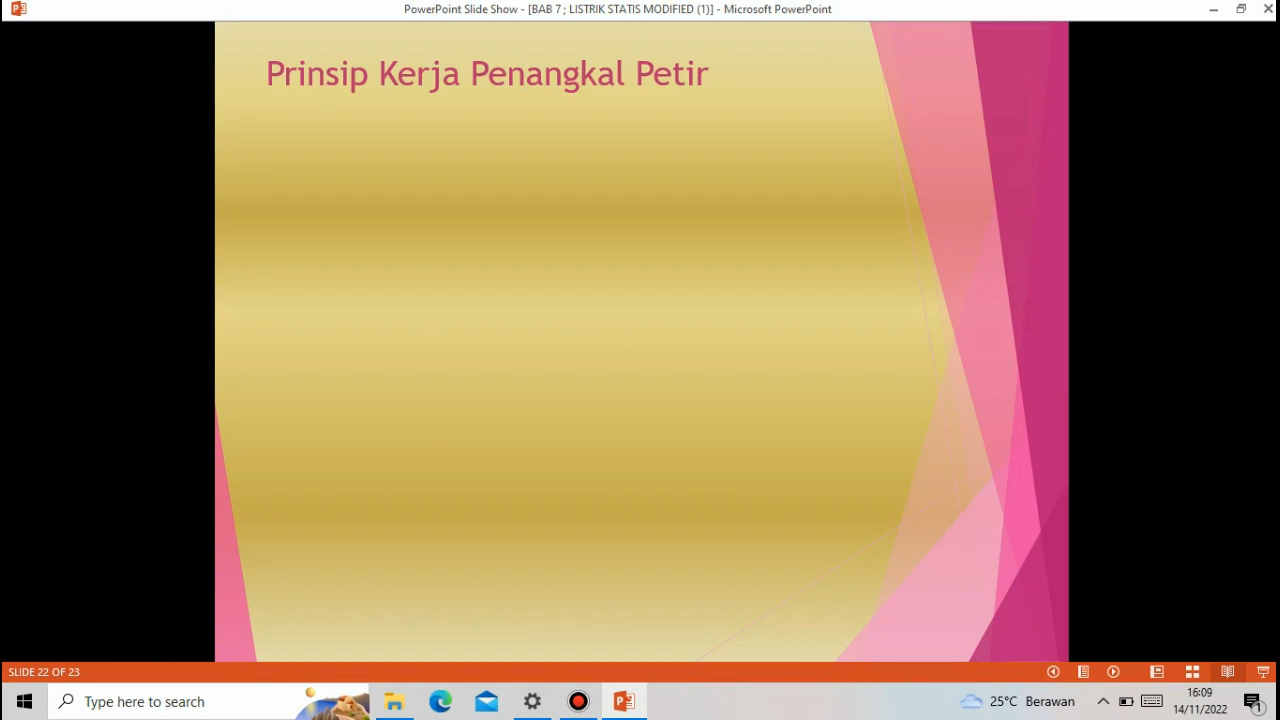 PowerPoint Slide Show - [BAB 7 ; LISTRIK STATIS MODIFIED (1)] - Microsoft PowerPoint
Prinsip Kerja Penangkal Petir
SLIDE 22 OF 23
Type here to search
25°C Berawan
16:09
14/11/2022
1